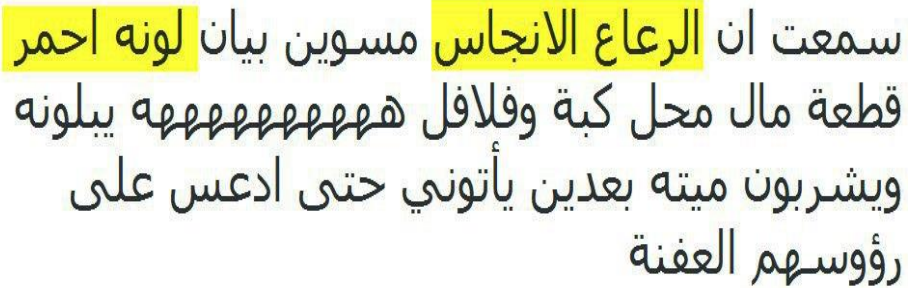 سمعت ان الرعاع الانجاس مسوين بيان لونه احمر
قطعة مال محل كبة وفلافل هههههههههههه يبلونه
ويشربون ميته بعدين يأتوني حتى ادعس على
رؤوسهم العفنة